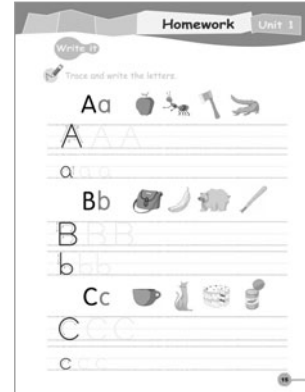 Homework Unit 1
Write it
Trace and write the letters.
Aa
A A A
a a a
Bb
B B B
b b b
Cc
C C C
c c c